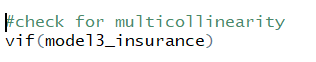 #check for multicollinearity
vif(model3_insurance)